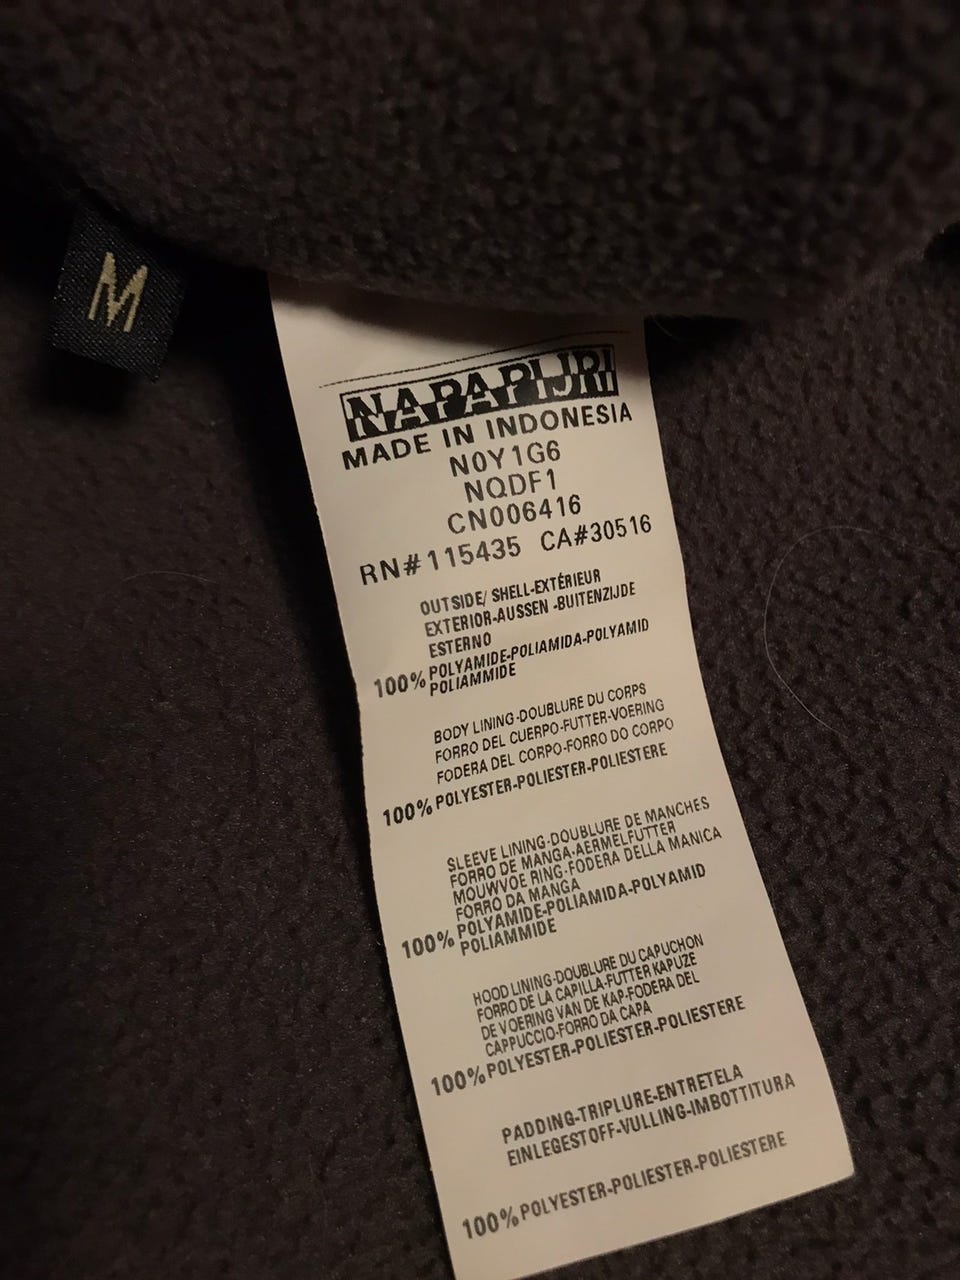 M
NAPAPIJRI
MADE IN INDONESIA
N0Y1G6
NQDF1
CN006416
RN#115435 CA#30516
OUTSIDE/ SHELL-EXTÉRIEUR
EXTERIOR-AUSSEN -BUITENZIJDE
ESTERNO
100% POLYAMIDE-POLIAMIDA-POLYAMID
POLIAMMIDE
BODY LINING-DOUBLURE DU CORPS
FORRO DEL CUERPO-FUTTER-VOERING
FODERA DEL CORPO-FORRO DO CORPO
100% POLYESTER-POLIESTER-POLIESTERE
SLEEVE LINING-DOUBLURE DE MANCHES
FORRO DE MANGA-AERMELFUTTER
MOUWVOE RING-FODERA DELLA MANICA
FORRO DA MANGA
100% POLYAMIDE-POLIAMIDA-POLYAMID
POLIAMMIDE
HOOD LINING-DOUBLURE DU CAPUCHON
FORRO DE LA CAPILLA-FUTTER KAPUZE
DE VOERING VAN DE KAP-FODERA DEL
CAPPUCCIO-FORRO DA CAPA
100% POLYESTER-POLIESTER-POLIESTERE
PADDING-TRIPLURE-ENTRETELA
EINLEGESTOFF-VULLING-IMBOTTITURA
100% POLYESTER-POLIESTER-POLIESTERE